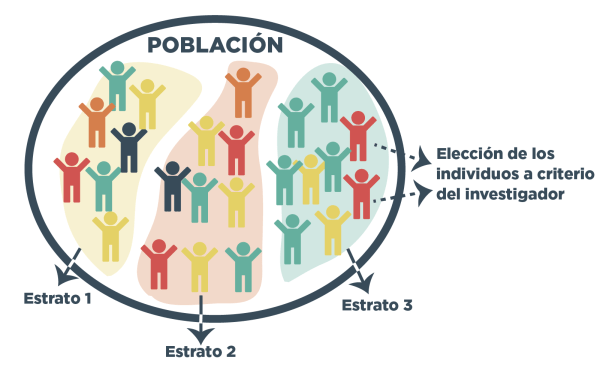 POBLACIÓN
Elección de los
individuos a criterio
del investigador
Estrato 1
Estrato 3
Estrato 2